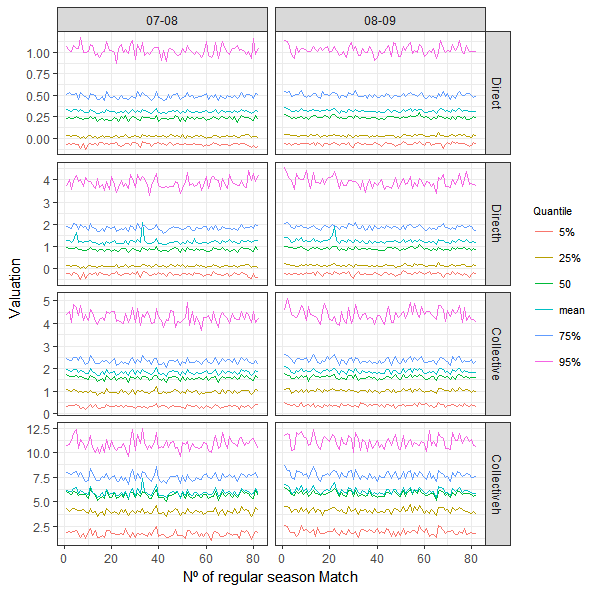 07-08
08-09
1.00
0.75
0.50
0.25
0.00
Direct
4
3
2
1
0
Directh
5
4
3
2
1
0
Collective
12.5
10.0
7.5
5.0
2.5
Collectiveh
0 20 40 60 80
0 20 40 60 80
Nº of regular season Match
Valuation
Quantile
5%
25%
50
mean
75%
95%